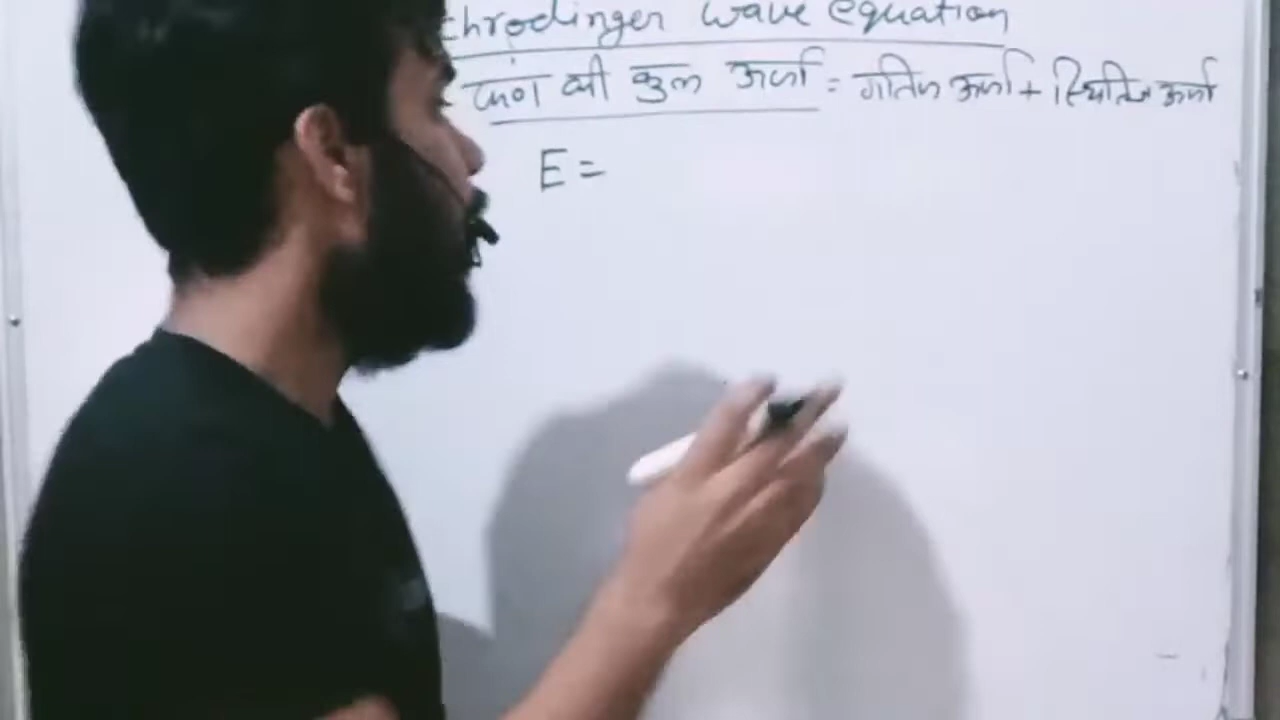 chrodinger wave equation
कण की कुल ऊर्जा = गतिज ऊर्जा + स्थितिज ऊर्जा
E =